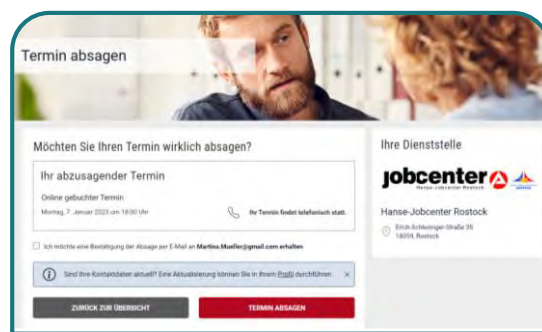 Termin absagen
Möchten Sie Ihren Termin wirklich absagen?
Ihr abzusagender Termin
Online gebuchter Termin
Montag, 7. Januar 2023 um 18:00 Uhr
Ihr Termin findet telefonisch statt.
Ich möchte eine Bestätigung der Absage per E-Mail an Martina.Mueller@gmail.com erhalten
Sind Ihre Kontaktdaten aktuell? Eine Aktualisierung können Sie in Ihrem Profil durchführen
ZURÜCK ZUR ÜBERSICHT
TERMIN ABSAGEN
Ihre Dienststelle
jobcenter
Hanse-Jobcenter Rostock
Hanse-Jobcenter Rostock
Erich-Schlesinger-Straße 35
18059, Rostock